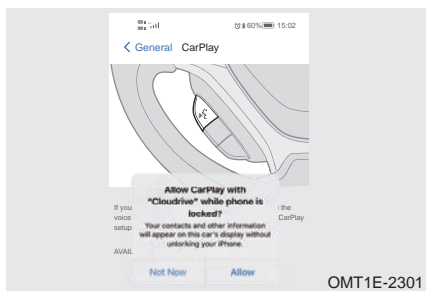 60% 15:02
General CarPlay
If you
the
voice
CarPlay
setup
AVAIL
Allow CarPlay with
"Cloudrive" while phone is
locked?
Your contacts and other information
will appear on this car's display without
unlocking your iPhone.
Not Now Allow
OMT1E-2301